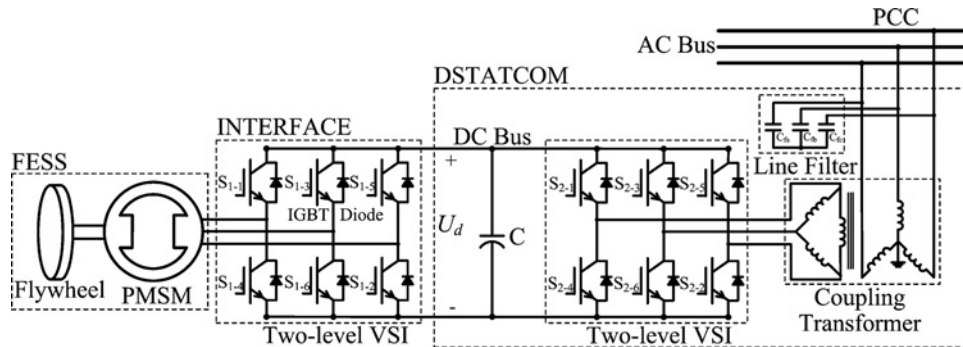 PCC
AC Bus
DSTATCOM
INTERFACE
DC Bus
Line Filter
FESS
Flywheel
PMSM
S1-1
S1-3
S1-5
IGBT
Diode
S1-4
S1-6
S1-2
Two-level VSI
+
Ud
C
-
S2-1
S2-3
S2-5
S2-4
S2-6
S2-2
Two-level VSI
Coupling
Transformer